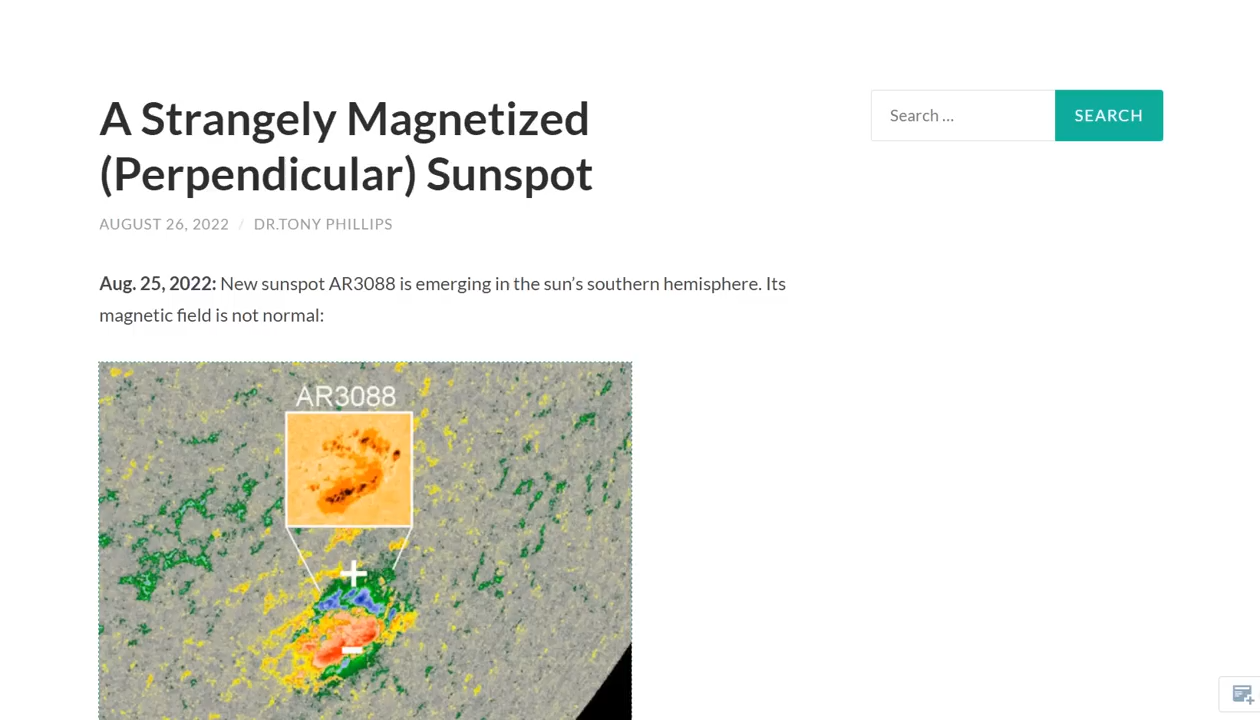 A Strangely Magnetized
(Perpendicular) Sunspot
AUGUST 26, 2022 / DR.TONY PHILLIPS
Aug. 25, 2022: New sunspot AR3088 is emerging in the sun’s southern hemisphere. Its
magnetic field is not normal:
AR3088
+
-
Search …
SEARCH